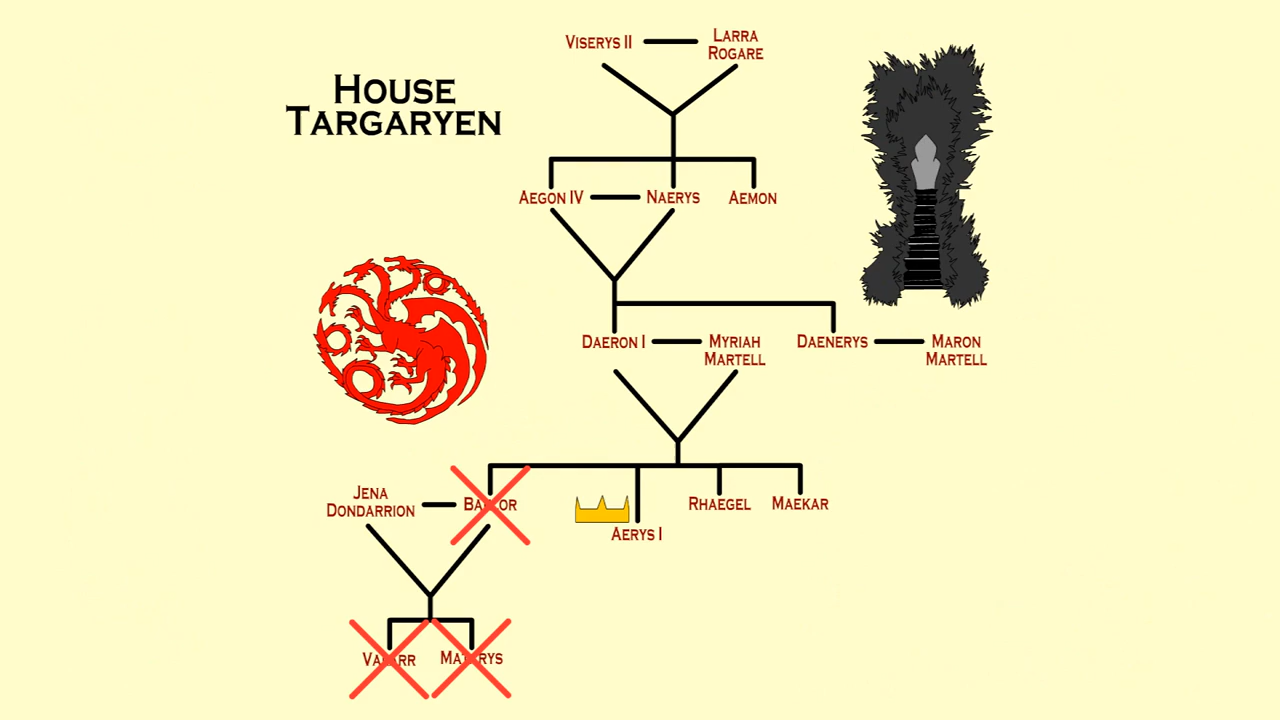 Viserys II
Larra
Rogare
House
Targaryen
Aegon IV
Naerys
Aemon
Daeron I
Myriah
Martell
Daenerys
Maron
Martell
Jena
Dondarrion
Rhaegel
Maekar
Aerys I